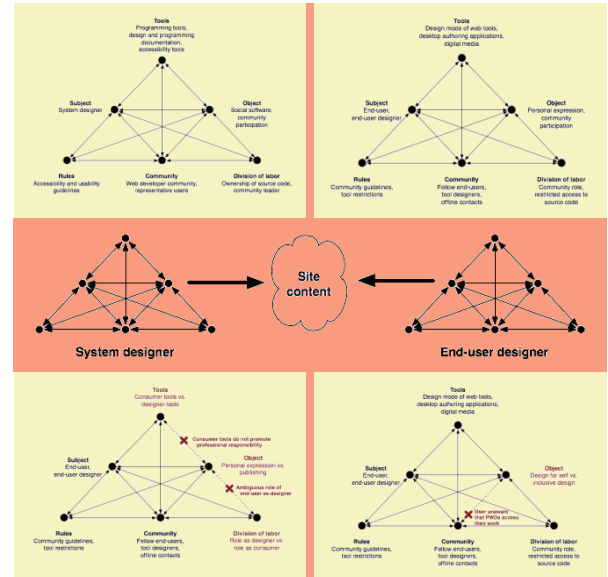 Tools
Programming tools,
design and programming
documentation,
accessibility tools
Subject
System designer
Object
Social software,
community
participation
Rules
Accessibility and usability
guidelines
Community
Web developer community,
representative users
Division of labor
Ownership of source code,
community leader
Tools
Design mode of web tools,
desktop authoring applications,
digital media
Subject
End-user,
end-user designer
Object
Personal expression,
community
participation
Rules
Community guidelines,
tool restrictions
Community
Fellow end-users,
tool designers,
offline contacts
Division of labor
Community role,
restricted access to
source code
Site
content
System designer
End-user designer
Tools
Consumer tools vs.
designer tools
Consumer tools do not promote
professional responsibility
Subject
End-user,
end-user designer
Object
Personal expression vs.
publishing
Ambiguous role of
end-user as designer
Rules
Community guidelines,
tool restrictions
Community
Fellow end-users,
tool designers,
offline contacts
Division of labor
Role as designer vs.
role as consumer
Tools
Design mode of web tools,
desktop authoring applications,
digital media
Subject
End-user,
end-user designer
Object
Design for self vs.
inclusive design
User unaware
that PWDs access
their work
Rules
Community guidelines,
tool restrictions
Community
Fellow end-users,
tool designers,
offline contacts
Division of labor
Community role,
restricted access to
source code